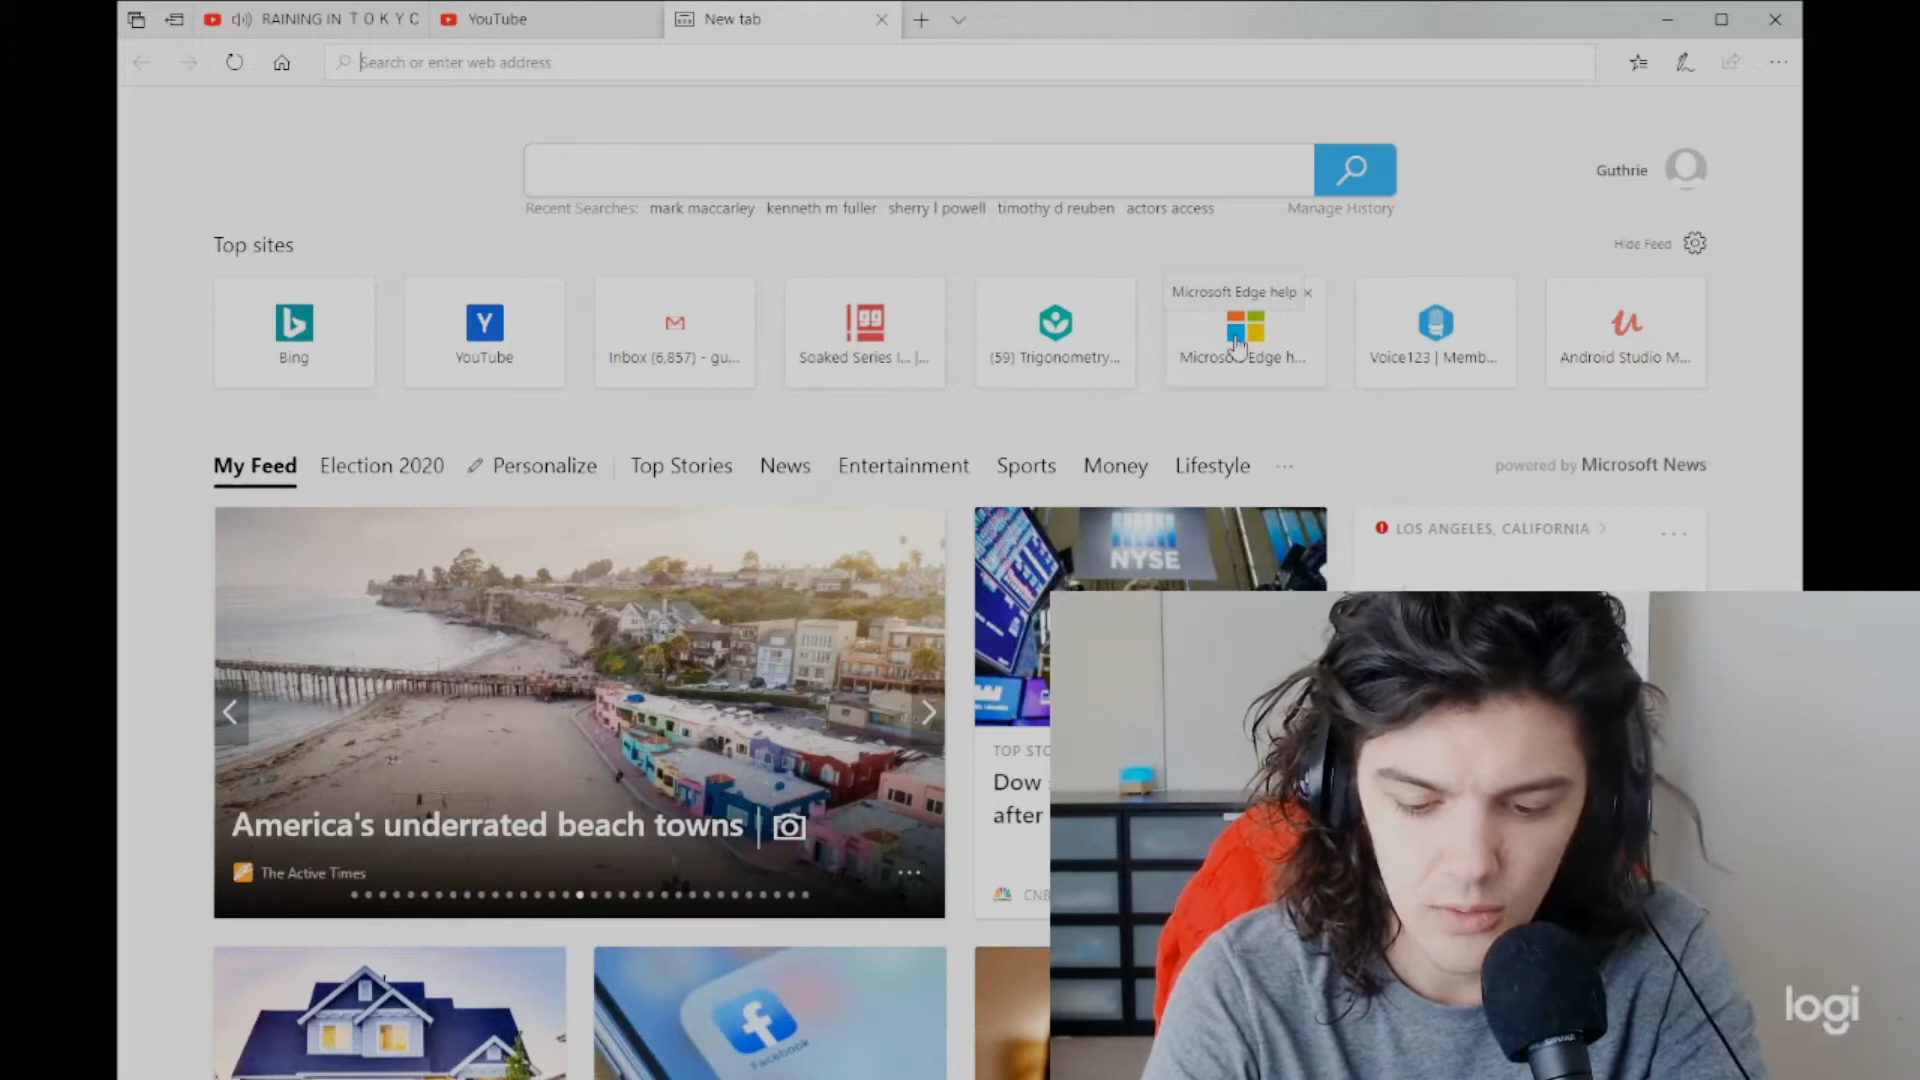 RAINING IN T O K Y C
YouTube
New tab
Search or enter web address
Guthrie
Recent Searches: mark maccarley kenneth m fuller sherry l powell timothy d reuben actors access Manage History
Top sites
Hide Feed
Microsoft Edge help
Bing
Y
YouTube
Inbox (6,857) - gu...
Soaked Series I... |...
(59) Trigonometry...
Microsoft Edge h...
Voice123 | Memb...
Android Studio M...
My Feed Election 2020 Personalize Top Stories News Entertainment Sports Money Lifestyle ...
powered by Microsoft News
LOS ANGELES, CALIFORNIA
NYSE
TOP STO
Dow
after
CNB
America's underrated beach towns
The Active Times
Facebook
SHURE
logi